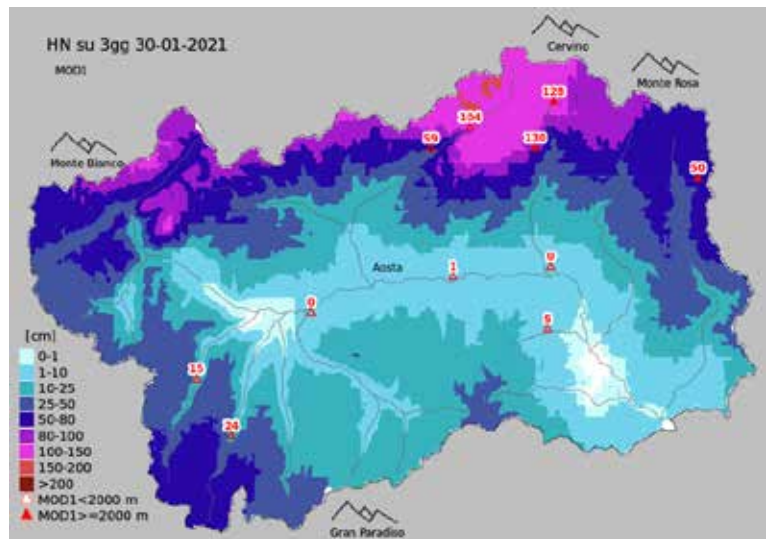 HN su 3gg 30-01-2021
MOD1
Cervino
Monte Rosa
Monte Bianco
128
104
59
130
50
Aosta
1
0
0
5
15
24
[cm]
0-1
1-10
10-25
25-50
50-80
80-100
100-150
150-200
>200
MOD1<2000 m
MOD1>=2000 m
Gran Paradiso